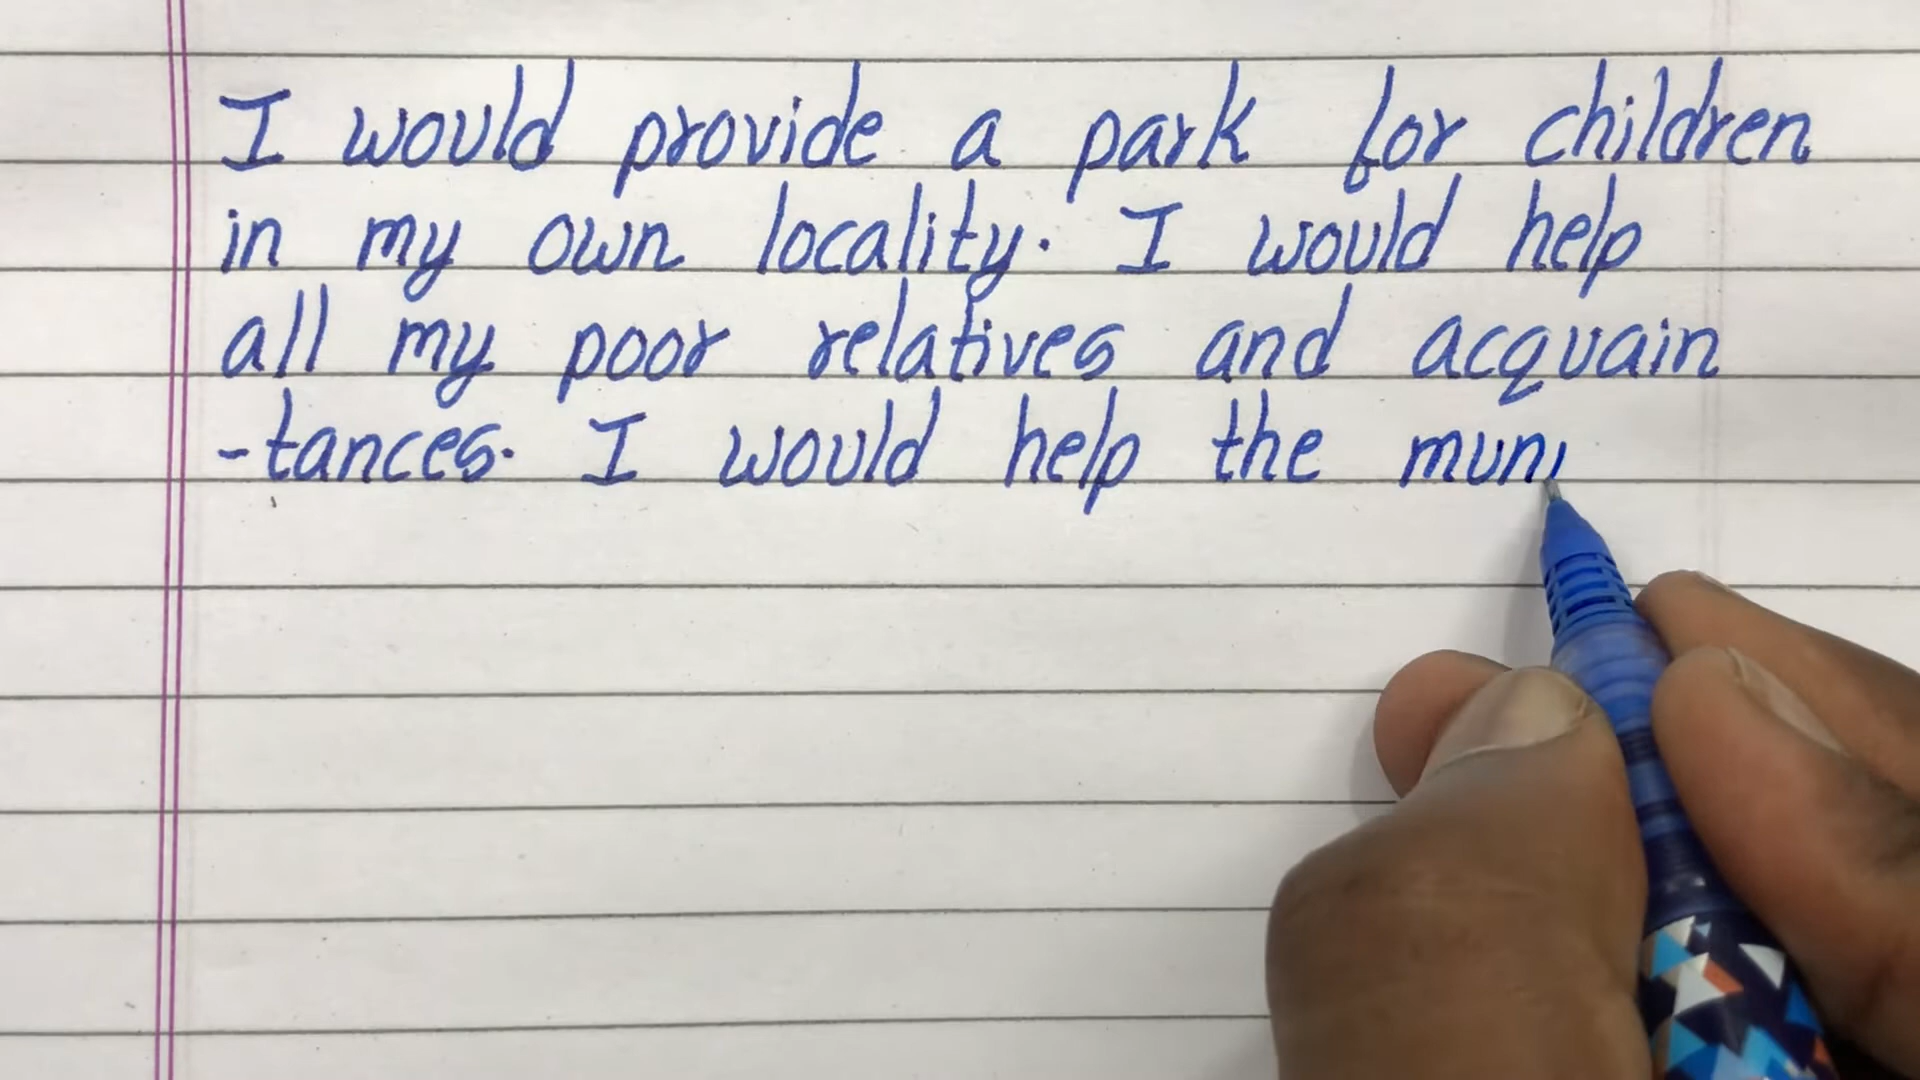 I would provide a park for children
in my own locality. I would help
all my poor relatives and acquain
-tances. I would help the muni